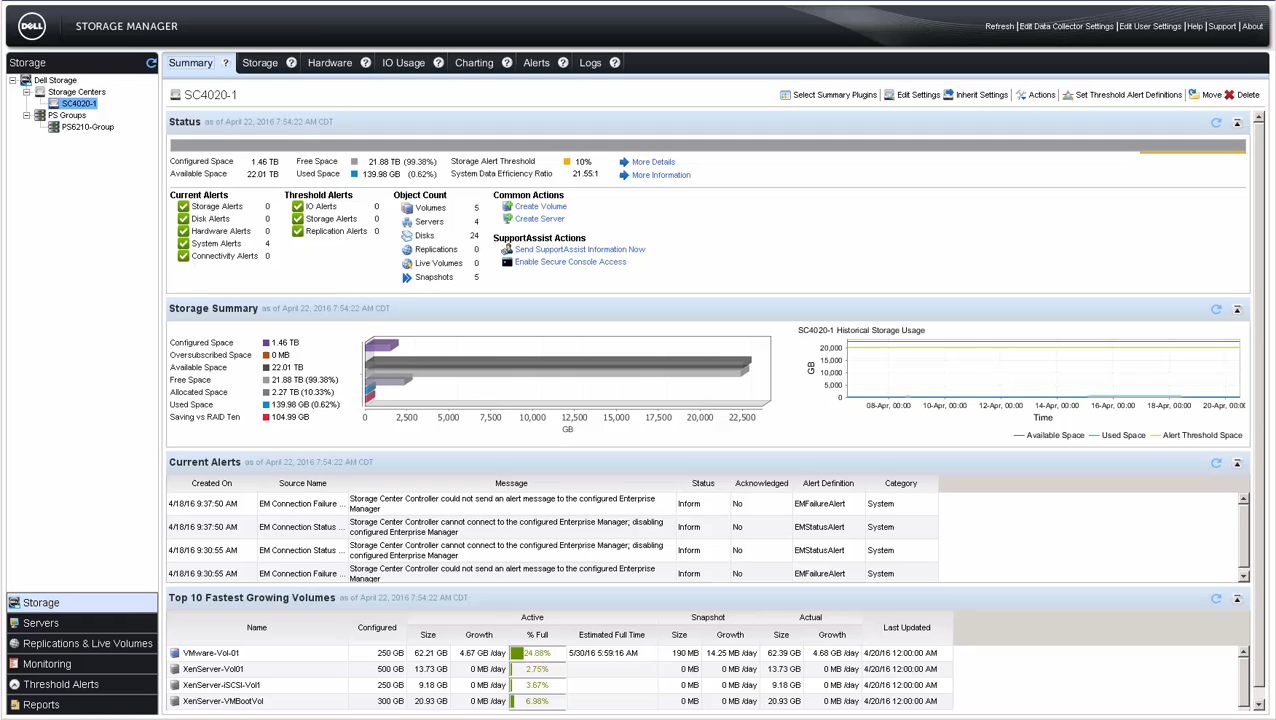 DELL STORAGE MANAGER
Refresh | Edit Data Collector Settings | Edit User Settings | Help | Support | About
Storage
Dell Storage
Storage Centers
SC4020-1
PS Groups
PS6210-Group
Summary ? Storage ? Hardware ? IO Usage ? Charting ? Alerts ? Logs ?
SC4020-1
Select Summary Plugins Edit Settings Inherit Settings Actions Set Threshold Alert Definitions Move Delete
Status as of April 22, 2016 7:54:22 AM CDT
Configured Space 1.46 TB Free Space 21.88 TB (99.38%) Storage Alert Threshold 10% More Details
Available Space 22.01 TB Used Space 139.98 GB (0.62%) System Data Efficiency Ratio 21.55:1 More Information
Current Alerts
Storage Alerts 0
Disk Alerts 0
Hardware Alerts 0
System Alerts 4
Connectivity Alerts 0
Threshold Alerts
IO Alerts 0
Storage Alerts 0
Replication Alerts 0
Object Count
Volumes 5
Servers 4
Disks 24
Replications 0
Live Volumes 0
Snapshots 5
Common Actions
Create Volume
Create Server
SupportAssist Actions
Send SupportAssist Information Now
Enable Secure Console Access
Storage Summary as of April 22, 2016 7:54:22 AM CDT
Configured Space 1.46 TB
Oversubscribed Space 0 MB
Available Space 22.01 TB
Free Space 21.88 TB (99.38%)
Allocated Space 2.27 TB (10.33%)
Used Space 139.98 GB (0.62%)
Saving vs RAID Ten 104.99 GB
0 2,500 5,000 7,500 10,000 12,500 15,000 17,500 20,000 22,500
GB
SC4020-1 Historical Storage Usage
20,000
15,000
10,000
5,000
0
GB
08-Apr, 00:00 10-Apr, 00:00 12-Apr, 00:00 14-Apr, 00:00 16-Apr, 00:00 18-Apr, 00:00 20-Apr, 00:0
Time
Available Space Used Space Alert Threshold Space
Current Alerts as of April 22, 2016 7:54:22 AM CDT
Created On Source Name Message Status Acknowledged Alert Definition Category
4/18/16 9:37:50 AM EM Connection Failure ... Storage Center Controller could not send an alert message to the configured Enterprise Manager Inform No EMFailureAlert System
4/18/16 9:37:50 AM EM Connection Status ... Storage Center Controller cannot connect to the configured Enterprise Manager; disabling configured Enterprise Manager Inform No EMStatusAlert System
4/18/16 9:30:55 AM EM Connection Status ... Storage Center Controller cannot connect to the configured Enterprise Manager; disabling configured Enterprise Manager Inform No EMStatusAlert System
4/18/16 9:30:55 AM EM Connection Failure ... Storage Center Controller could not send an alert message to the configured Enterprise Manager Inform No EMFailureAlert System
Top 10 Fastest Growing Volumes as of April 22, 2016 7:54:22 AM CDT
Active Snapshot Actual
Name Configured Size Growth % Full Estimated Full Time Size Growth Size Growth Last Updated
VMware-Vol-01 250 GB 62.21 GB 4.67 GB /day 24.88% 5/30/16 5:59:16 AM 190 MB 14.25 MB /day 62.39 GB 4.68 GB /day 4/20/16 12:00:00 AM
XenServer-Vol01 500 GB 13.73 GB 0 MB /day 2.75% 0 MB 0 MB /day 13.73 GB 0 MB /day 4/20/16 12:00:00 AM
XenServer-iSCSI-Vol1 250 GB 9.18 GB 0 MB /day 3.67% 0 MB 0 MB /day 9.18 GB 0 MB /day 4/20/16 12:00:00 AM
XenServer-VMBootVol 300 GB 20.93 GB 0 MB /day 6.98% 0 MB 0 MB /day 20.93 GB 0 MB /day 4/20/16 12:00:00 AM
Storage
Servers
Replications & Live Volumes
Monitoring
Threshold Alerts
Reports